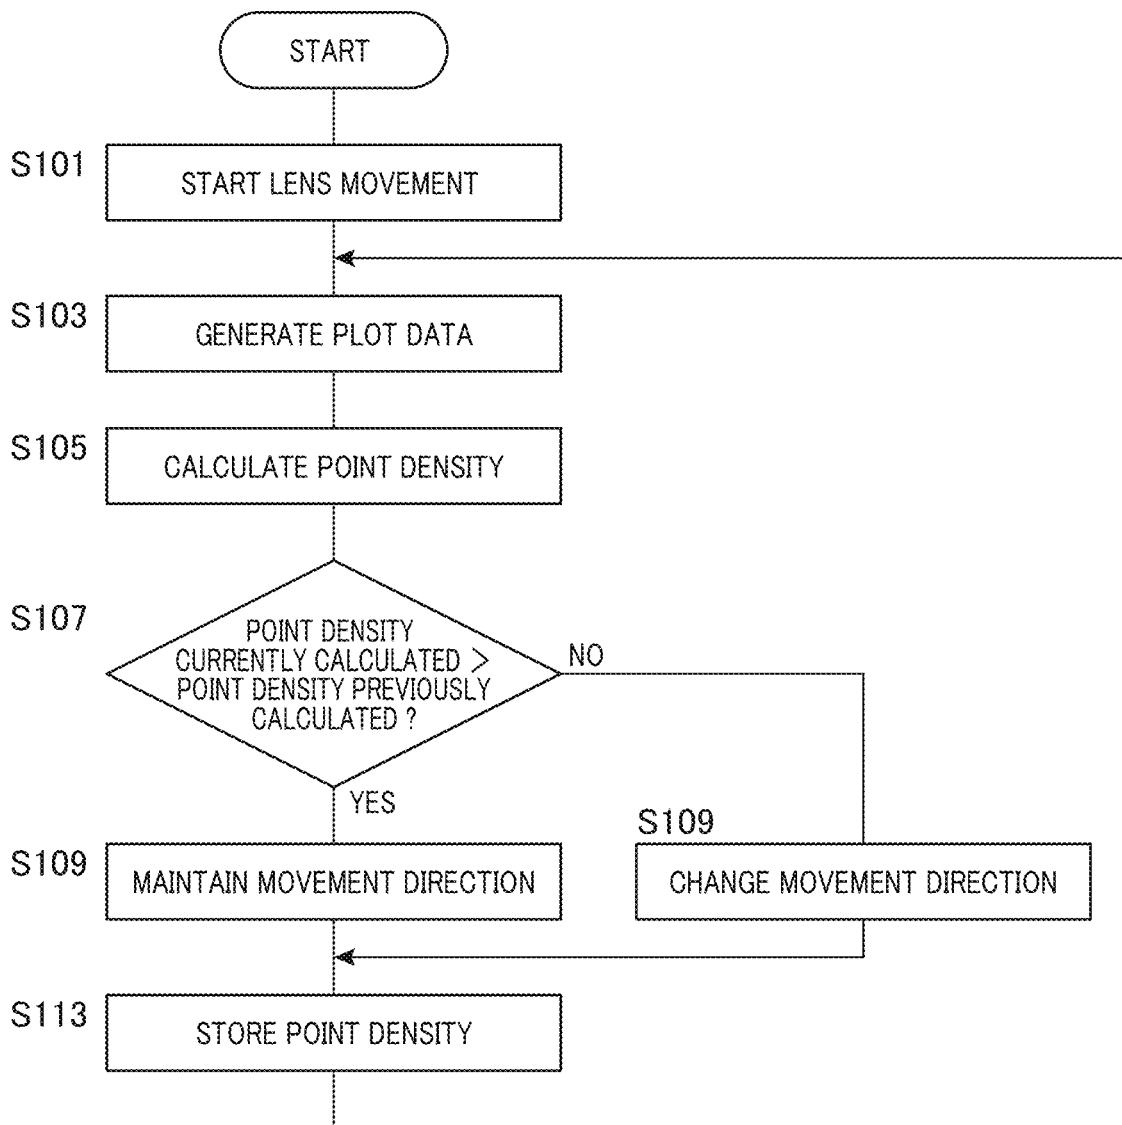 START
S101
START LENS MOVEMENT
S103
GENERATE PLOT DATA
S105
CALCULATE POINT DENSITY
S107
POINT DENSITY
CURRENTLY CALCULATED >
POINT DENSITY PREVIOUSLY
CALCULATED ?
NO
YES
S109
MAINTAIN MOVEMENT DIRECTION
S109
CHANGE MOVEMENT DIRECTION
S113
STORE POINT DENSITY